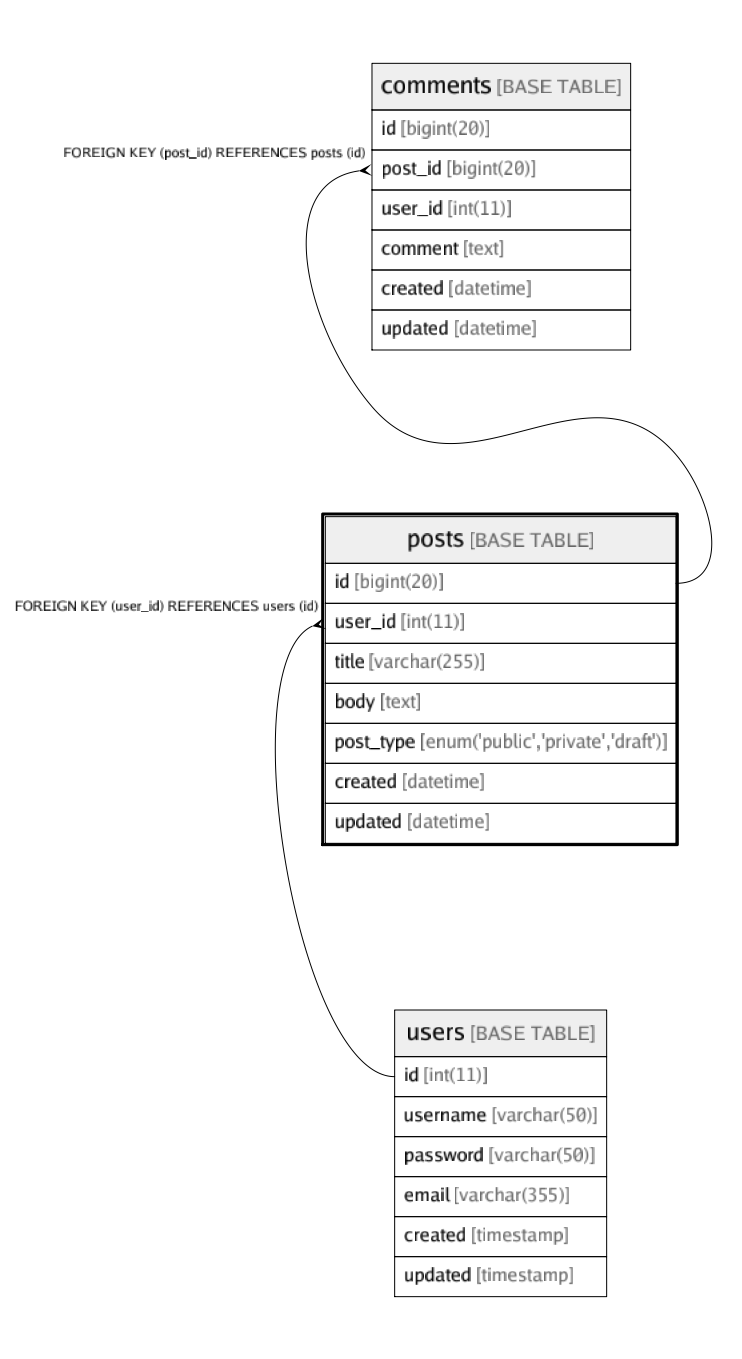 comments [BASE TABLE]
id [bigint(20)]
FOREIGN KEY (post_id) REFERENCES posts (id)
post_id [bigint(20)]
user_id [int(11)]
comment [text]
created [datetime]
updated [datetime]
posts [BASE TABLE]
id [bigint(20)]
FOREIGN KEY (user_id) REFERENCES users (id)
user_id [int(11)]
title [varchar(255)]
body [text]
post_type [enum('public','private','draft')]
created [datetime]
updated [datetime]
users [BASE TABLE]
id [int(11)]
username [varchar(50)]
password [varchar(50)]
email [varchar(355)]
created [timestamp]
updated [timestamp]